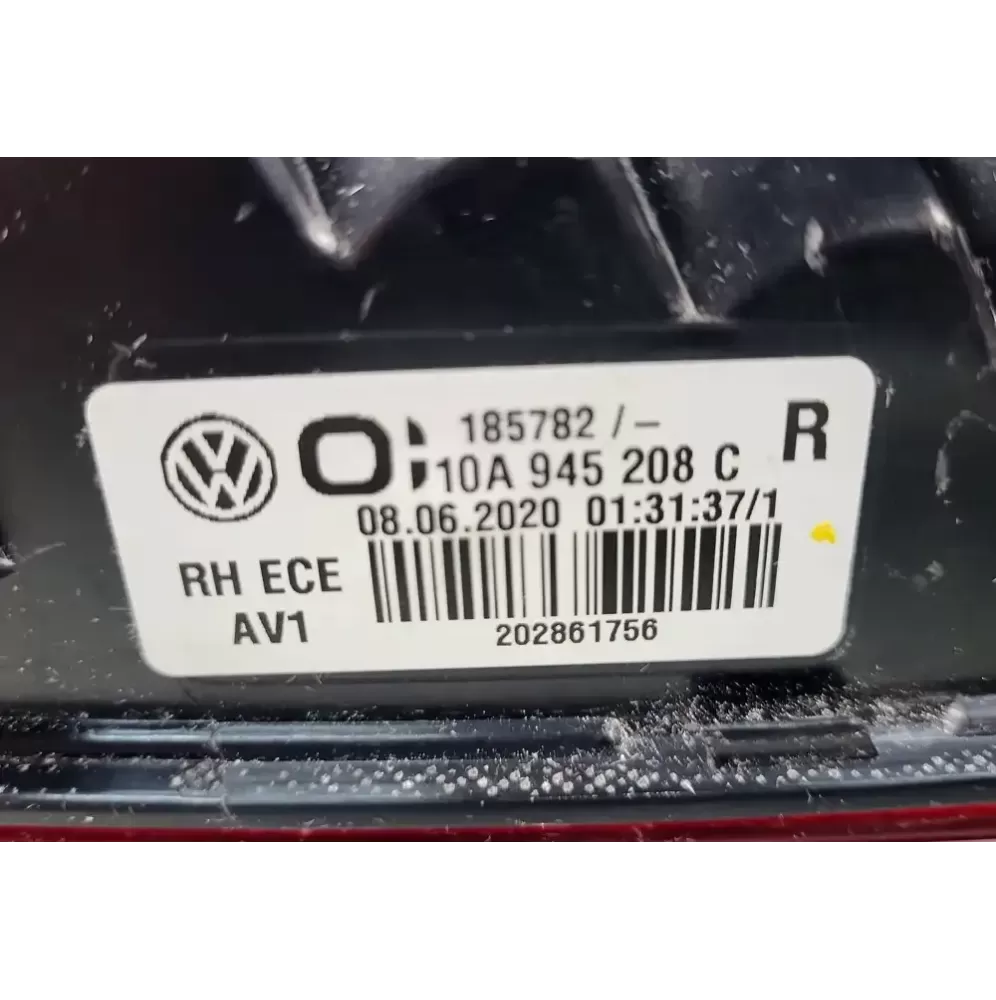 185782 / -
10A 945 208 C
R
08.06.2020 01:31:37/1
RH ECE
AV1
202861756